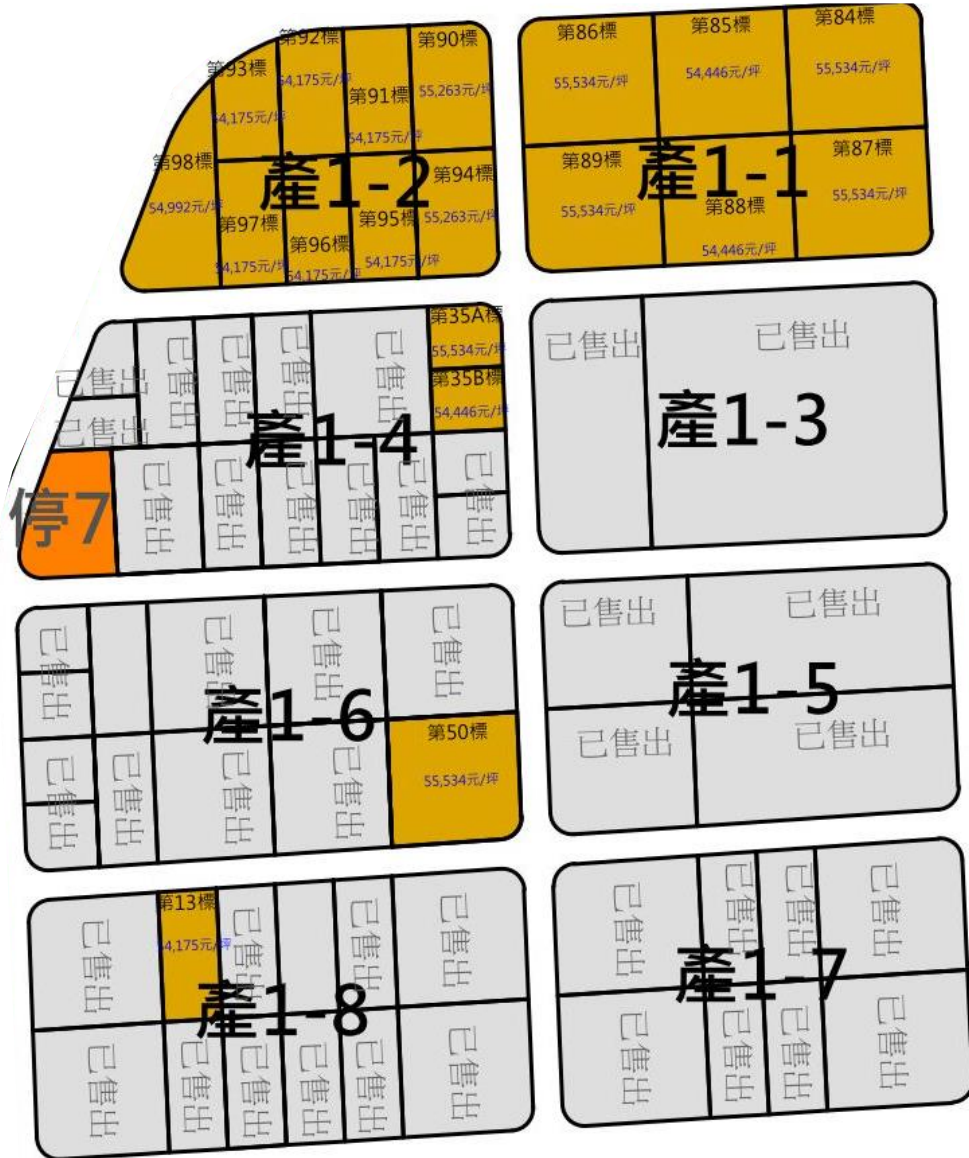 第92標
54,175元/坪
第90標
55,263元/坪
第93標
54,175元/坪
第91標
54,175元/坪
第98標
54,992元/坪
產1-2
第94標
55,263元/坪
第97標
54,175元/坪
第96標
54,175元/坪
第95標
54,175元/坪
第86標
55,534元/坪
第85標
54,446元/坪
第84標
55,534元/坪
第89標
55,534元/坪
產1-1
第88標
54,446元/坪
第87標
55,534元/坪
已售出
已售出
已售出
已售出
已售出
已售出
第35A標
55,534元/坪
第35B標
54,446元/坪
產1-4
停7
已售出
已售出
已售出
已售出
已售出
已售出
已售出
已售出
產1-3
已售出
已售出
已售出
已售出
產1-6
第50標
55,534元/坪
已售出
已售出
已售出
已售出
已售出
已售出
產1-5
已售出
已售出
已售出
第13標
54,175元/坪
已售出
已售出
已售出
產1-8
已售出
已售出
已售出
已售出
已售出
已售出
已售出
已售出
已售出
已售出
產1-7
已售出
已售出
已售出
已售出